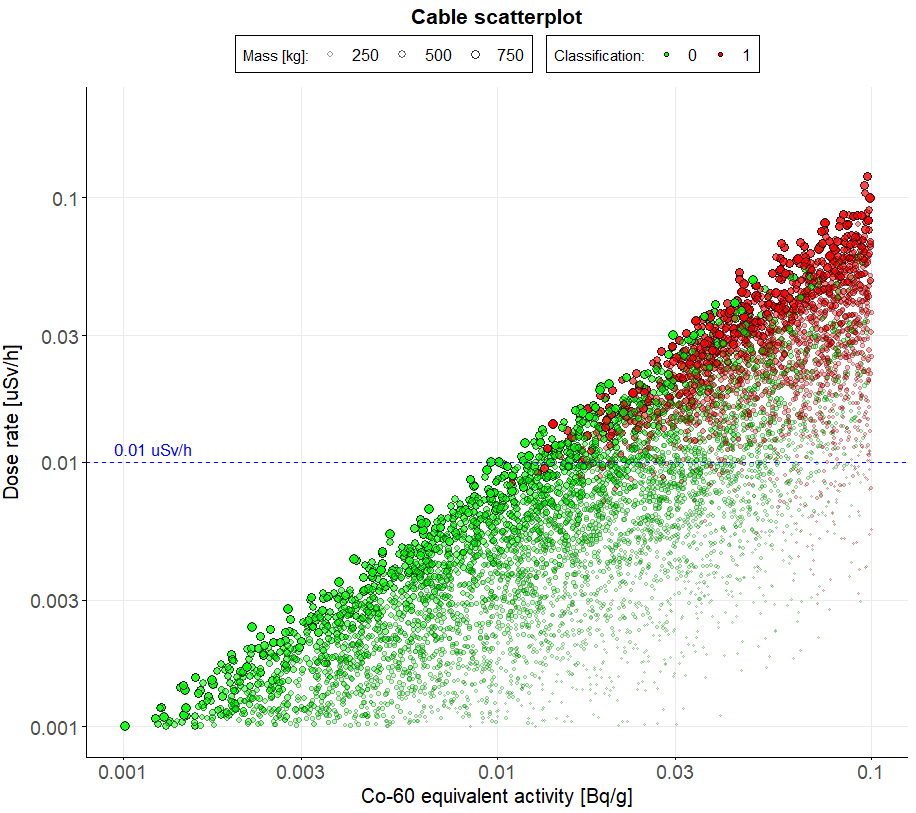 Cable scatterplot
Mass [kg]: 250 500 750 Classification: 0 1
Dose rate [uSv/h]
0.1
0.03
0.01 uSv/h
0.01
0.003
0.001
0.001 0.003 0.01 0.03 0.1
Co-60 equivalent activity [Bq/g]